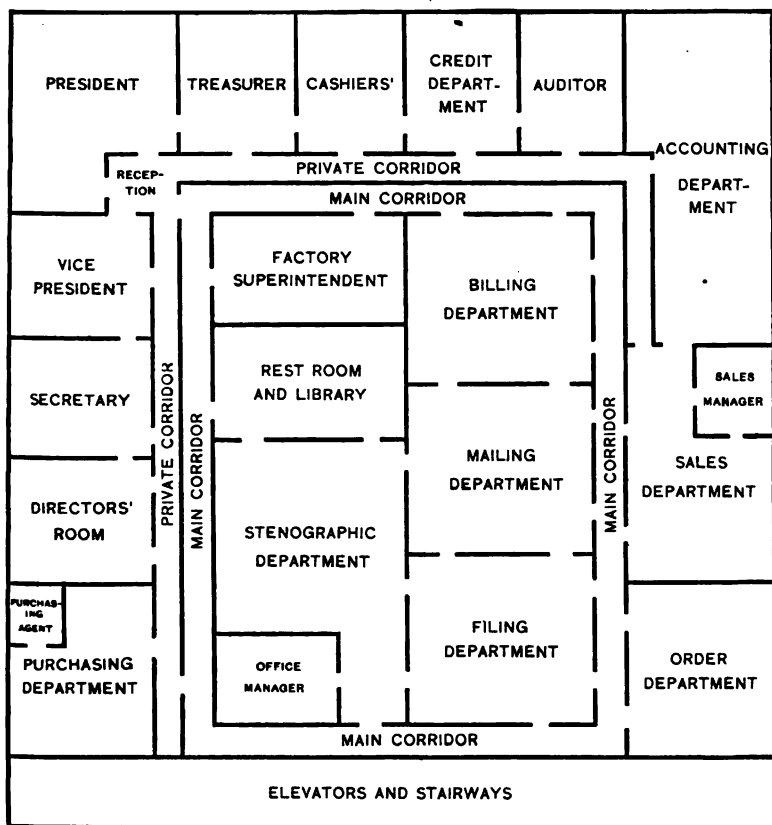 PRESIDENT
TREASURER
CASHIERS'
CREDIT
DEPART-
MENT
AUDITOR
ACCOUNTING
DEPART-
MENT
RECEP-
TION
PRIVATE CORRIDOR
MAIN CORRIDOR
VICE
PRESIDENT
FACTORY
SUPERINTENDENT
BILLING
DEPARTMENT
SECRETARY
REST ROOM
AND LIBRARY
SALES
MANAGER
PRIVATE CORRIDOR
MAIN CORRIDOR
MAILING
DEPARTMENT
MAIN CORRIDOR
SALES
DEPARTMENT
DIRECTORS'
ROOM
STENOGRAPHIC
DEPARTMENT
PURCHAS-
ING
AGENT
PURCHASING
DEPARTMENT
OFFICE
MANAGER
FILING
DEPARTMENT
ORDER
DEPARTMENT
MAIN CORRIDOR
ELEVATORS AND STAIRWAYS